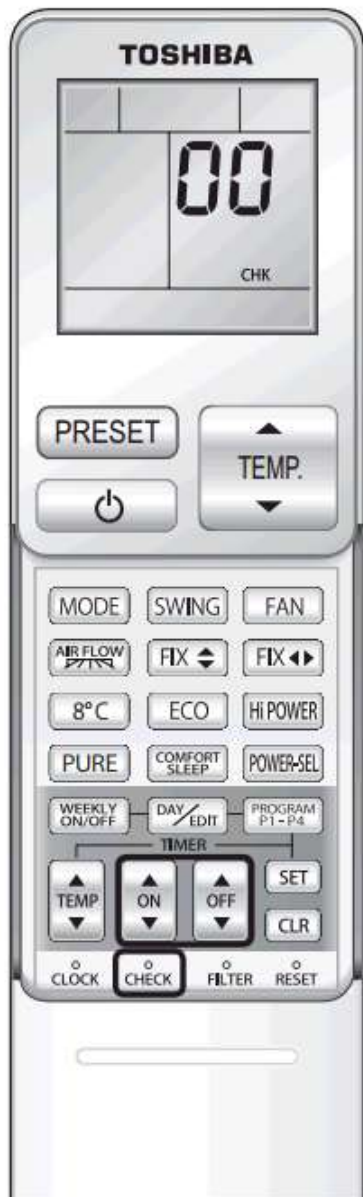 TOSHIBA
00
CHK
PRESET
TEMP.
MODE SWING FAN
AIR FLOW FIX FIX
8°C ECO Hi POWER
PURE COMFORT SLEEP POWER-SEL
WEEKLY ON/OFF DAY/EDIT PROGRAM P1-P4
TIMER
TEMP ON OFF SET
CLR
CLOCK CHECK FILTER RESET